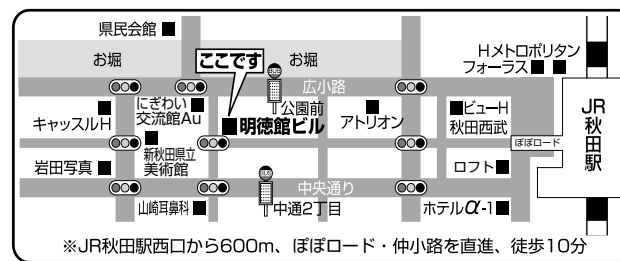 県民会館
お堀
ここです
お堀
Hメトロポリタン
フォーラス
広小路
キャッスルH
にぎわい
交流館Au
明徳館ビル
公園前
アトリオン
ビューH
秋田西武
JR秋田駅
ぽぽロード
岩田写真
新秋田県立
美術館
ロフト
中央通り
山崎耳鼻科
中通2丁目
ホテルα-1
※JR秋田駅西口から600m、ぽぽロード・仲小路を直進、徒歩10分